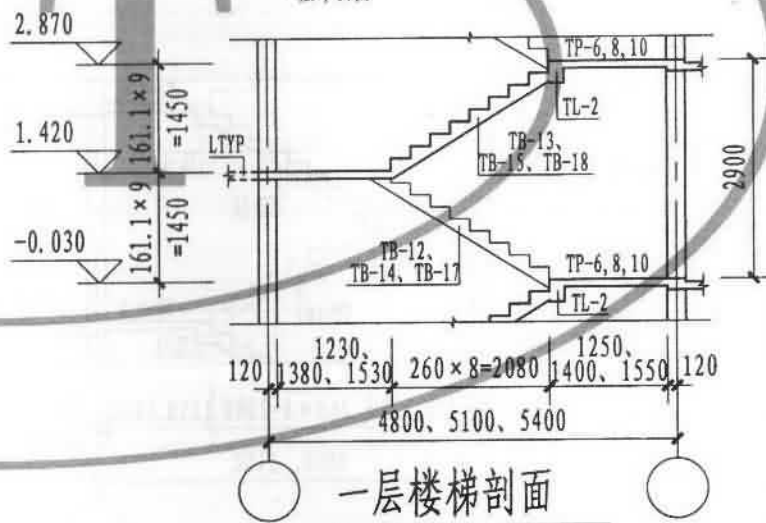 2.870
1.420
-0.030
161.1×9
=1450
161.1×9
=1450
LTYP
TP-6,8,10
TL-2
TB-13、
TB-15、TB-18
2900
TB-12、
TB-14、TB-17
TP-6,8,10
TL-2
120
1230、
1380、1530
260×8=2080
1250、
1400、1550
120
4800、5100、5400
一层楼梯剖面